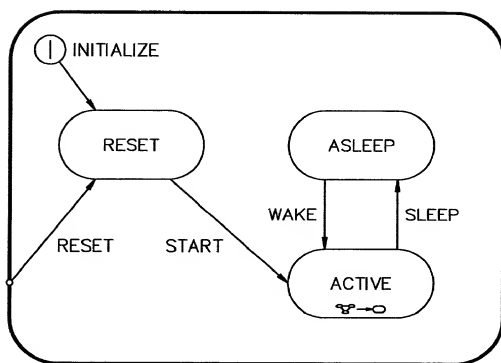 INITIALIZE
RESET
ASLEEP
WAKE
SLEEP
RESET
START
ACTIVE